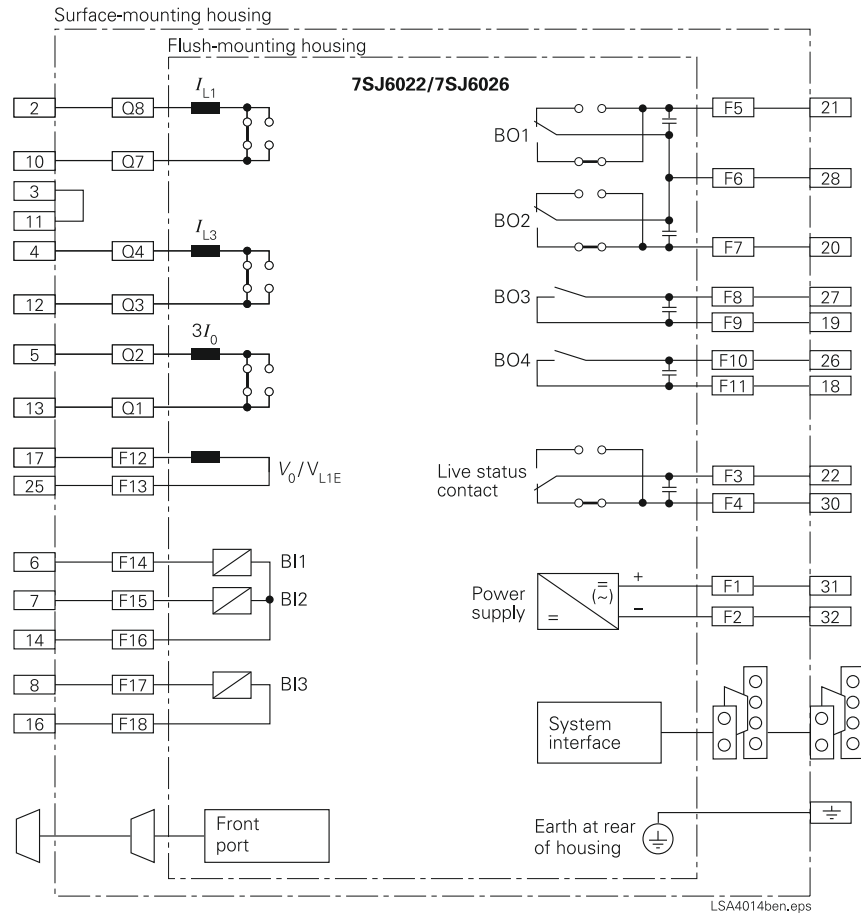 Surface-mounting housing
Flush-mounting housing
7SJ6022/7SJ6026
2 Q8 I_L1
10 Q7
3
11
4 Q4 I_L3
12 Q3
5 Q2 3I_0
13 Q1
17 F12
25 F13
V_0/V_L1E
6 F14 BI1
7 F15 BI2
14 F16
8 F17 BI3
16 F18
Front
port
BO1
F5 21
F6 28
BO2
F7 20
BO3 F8 27
F9 19
BO4 F10 26
F11 18
Live status
contact
F3 22
F4 30
Power
supply
= (~) =
+ F1 31
– F2 32
System
interface
Earth at rear
of housing
LSA4014ben.eps